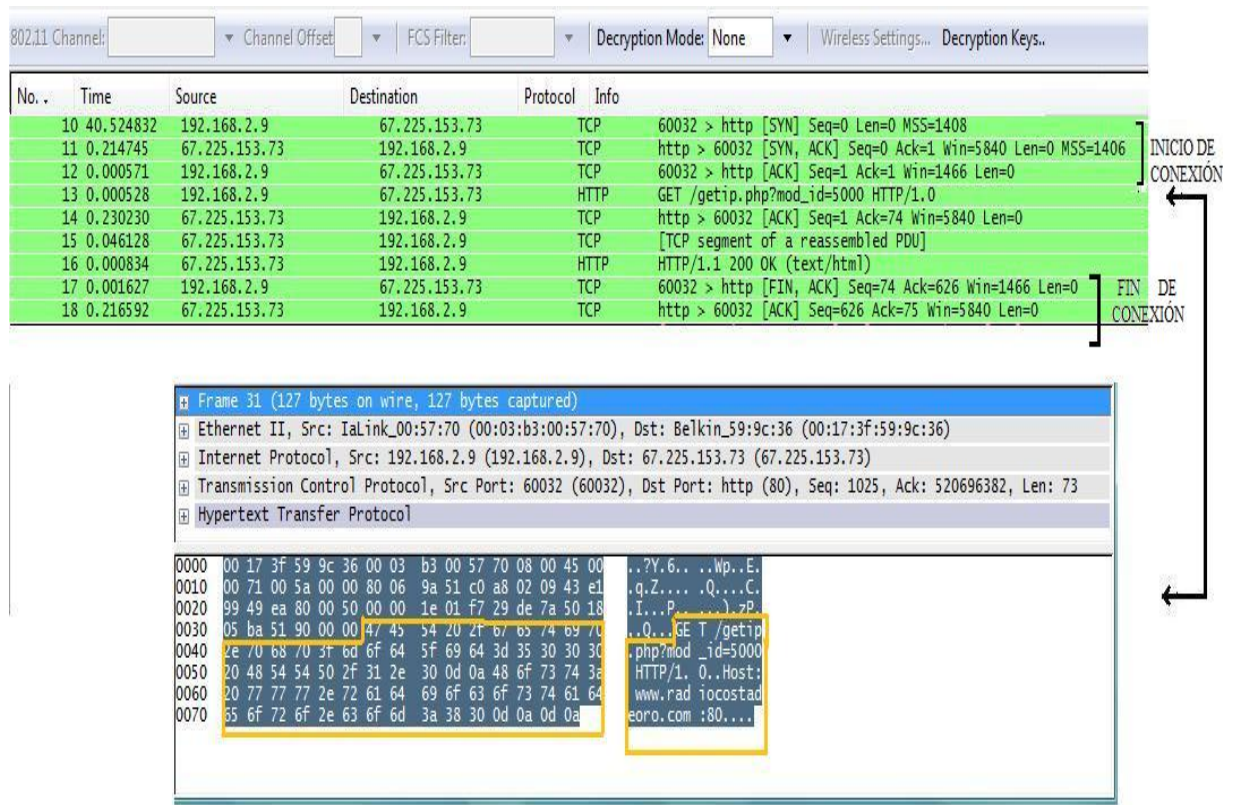 802.11 Channel: Channel Offset: FCS Filter: Decryption Mode: None Wireless Settings... Decryption Keys..
No. . Time Source Destination Protocol Info
10 40.524832 192.168.2.9 67.225.153.73 TCP 60032 > http [SYN] Seq=0 Len=0 MSS=1408
11 0.214745 67.225.153.73 192.168.2.9 TCP http > 60032 [SYN, ACK] Seq=0 Ack=1 Win=5840 Len=0 MSS=1406
12 0.000571 192.168.2.9 67.225.153.73 TCP 60032 > http [ACK] Seq=1 Ack=1 Win=1466 Len=0
INICIO DE
CONEXIÓN
13 0.000528 192.168.2.9 67.225.153.73 HTTP GET /getip.php?mod_id=5000 HTTP/1.0
14 0.230230 67.225.153.73 192.168.2.9 TCP http > 60032 [ACK] Seq=1 Ack=74 Win=5840 Len=0
15 0.046128 67.225.153.73 192.168.2.9 TCP [TCP segment of a reassembled PDU]
16 0.000834 67.225.153.73 192.168.2.9 HTTP HTTP/1.1 200 OK (text/html)
17 0.001627 192.168.2.9 67.225.153.73 TCP 60032 > http [FIN, ACK] Seq=74 Ack=626 Win=1466 Len=0
18 0.216592 67.225.153.73 192.168.2.9 TCP http > 60032 [ACK] Seq=626 Ack=75 Win=5840 Len=0
FIN DE
CONEXIÓN
Frame 31 (127 bytes on wire, 127 bytes captured)
Ethernet II, Src: IaLink_00:57:70 (00:03:b3:00:57:70), Dst: Belkin_59:9c:36 (00:17:3f:59:9c:36)
Internet Protocol, Src: 192.168.2.9 (192.168.2.9), Dst: 67.225.153.73 (67.225.153.73)
Transmission Control Protocol, Src Port: 60032 (60032), Dst Port: http (80), Seq: 1025, Ack: 520696382, Len: 73
Hypertext Transfer Protocol
0000 00 17 3f 59 9c 36 00 03 b3 00 57 70 08 00 45 00 ..?Y.6.. ..Wp..E.
0010 00 71 00 5a 00 00 80 06 9a 51 c0 a8 02 09 43 e1 .q.Z.... .Q....C.
0020 99 49 ea 80 00 50 00 00 1e 01 f7 29 de 7a 50 18 .I...P.. ...).zP.
0030 05 ba 51 90 00 00 47 45 54 20 2f 67 65 74 69 70 ..Q...GE T /getip
0040 2e 70 68 70 3f 6d 6f 64 5f 69 64 3d 35 30 30 30 .php?mod _id=5000
0050 20 48 54 54 50 2f 31 2e 30 0d 0a 48 6f 73 74 3a HTTP/1. 0..Host:
0060 20 77 77 77 2e 72 61 64 69 6f 63 6f 73 74 61 64 www.rad iocostad
0070 65 6f 72 6f 2e 63 6f 6d 3a 38 30 0d 0a 0d 0a eoro.com :80....